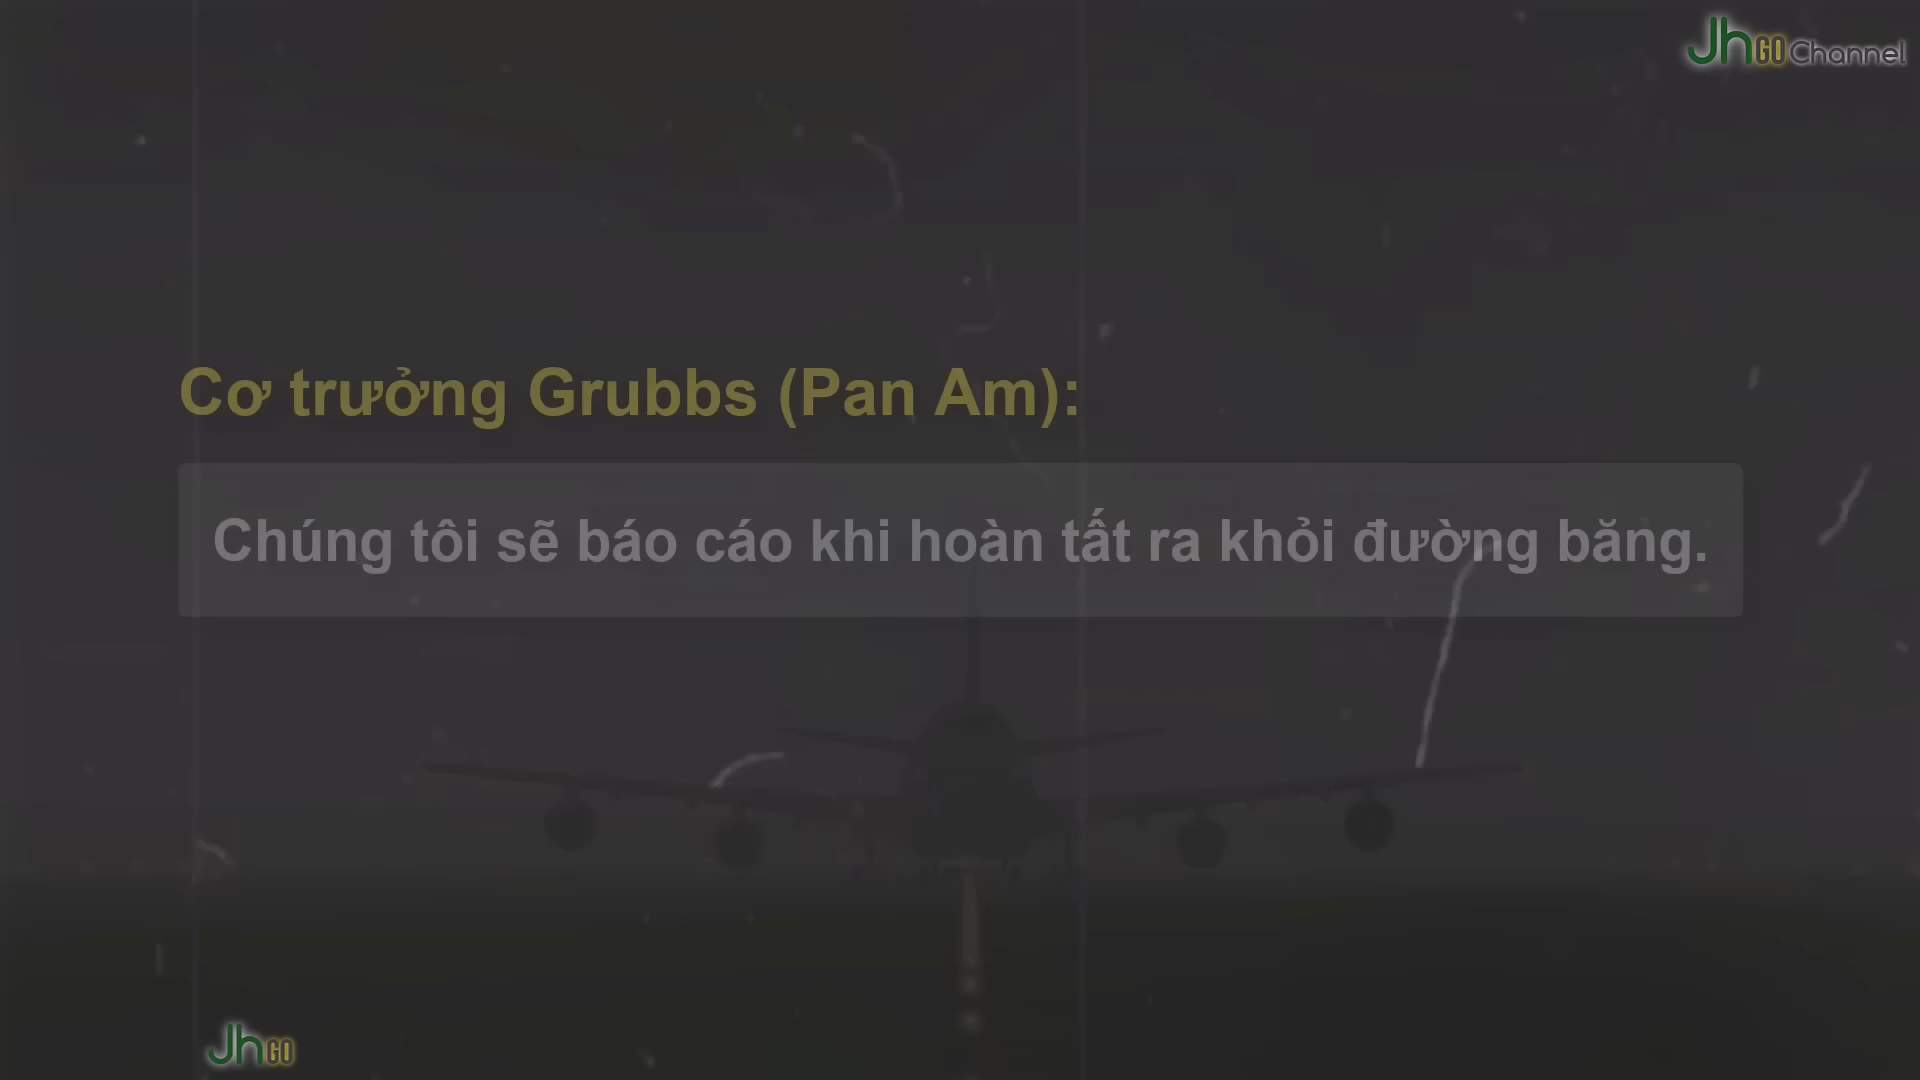 JhGO Channel
Cơ trưởng Grubbs (Pan Am):
Chúng tôi sẽ báo cáo khi hoàn tất ra khỏi đường băng.
JhGO